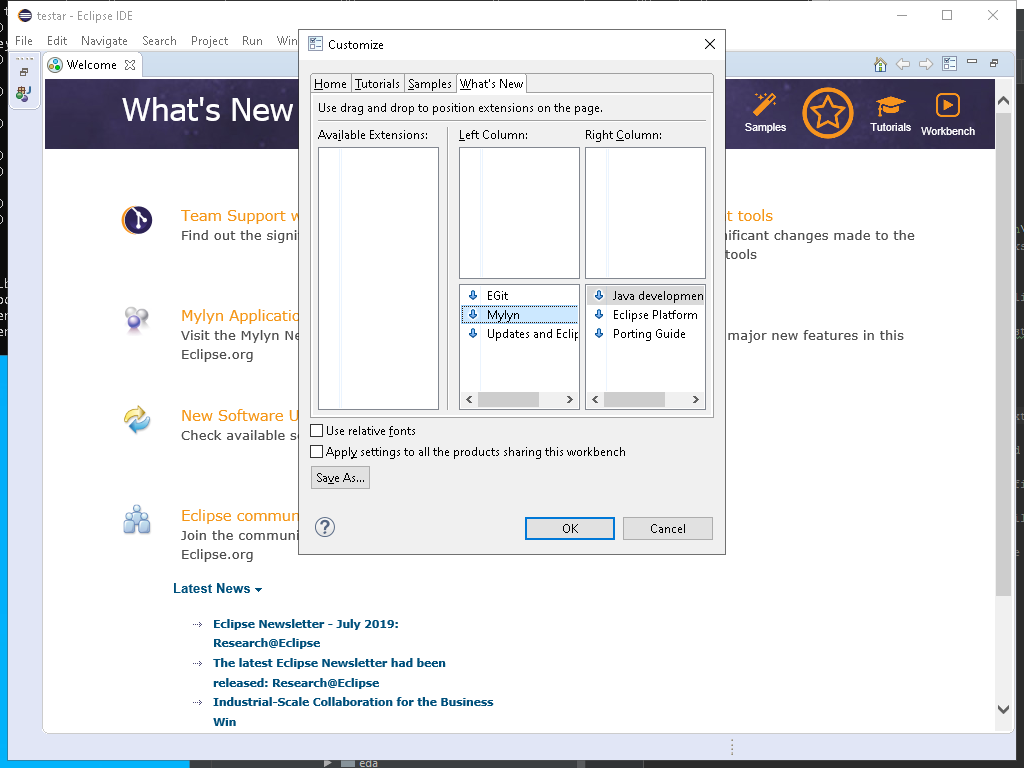 testar - Eclipse IDE
File Edit Navigate Search Project Run Win
Customize
Welcome
Home Tutorials Samples What's New
Use drag and drop to position extensions on the page.
Available Extensions: Left Column: Right Column:
What's New
Samples Tutorials Workbench
Team Support w
Find out the signi
t tools
nificant changes made to the
tools
EGit
Mylyn
Updates and Eclip
Java developmen
Eclipse Platform
Porting Guide
Mylyn Applicatio
Visit the Mylyn Ne
Eclipse.org
major new features in this
New Software U
Check available s
Use relative fonts
Apply settings to all the products sharing this workbench
Save As...
OK Cancel
Eclipse commun
Join the communi
Eclipse.org
Latest News
Eclipse Newsletter - July 2019:
Research@Eclipse
The latest Eclipse Newsletter had been
released: Research@Eclipse
Industrial-Scale Collaboration for the Business
Win
eda